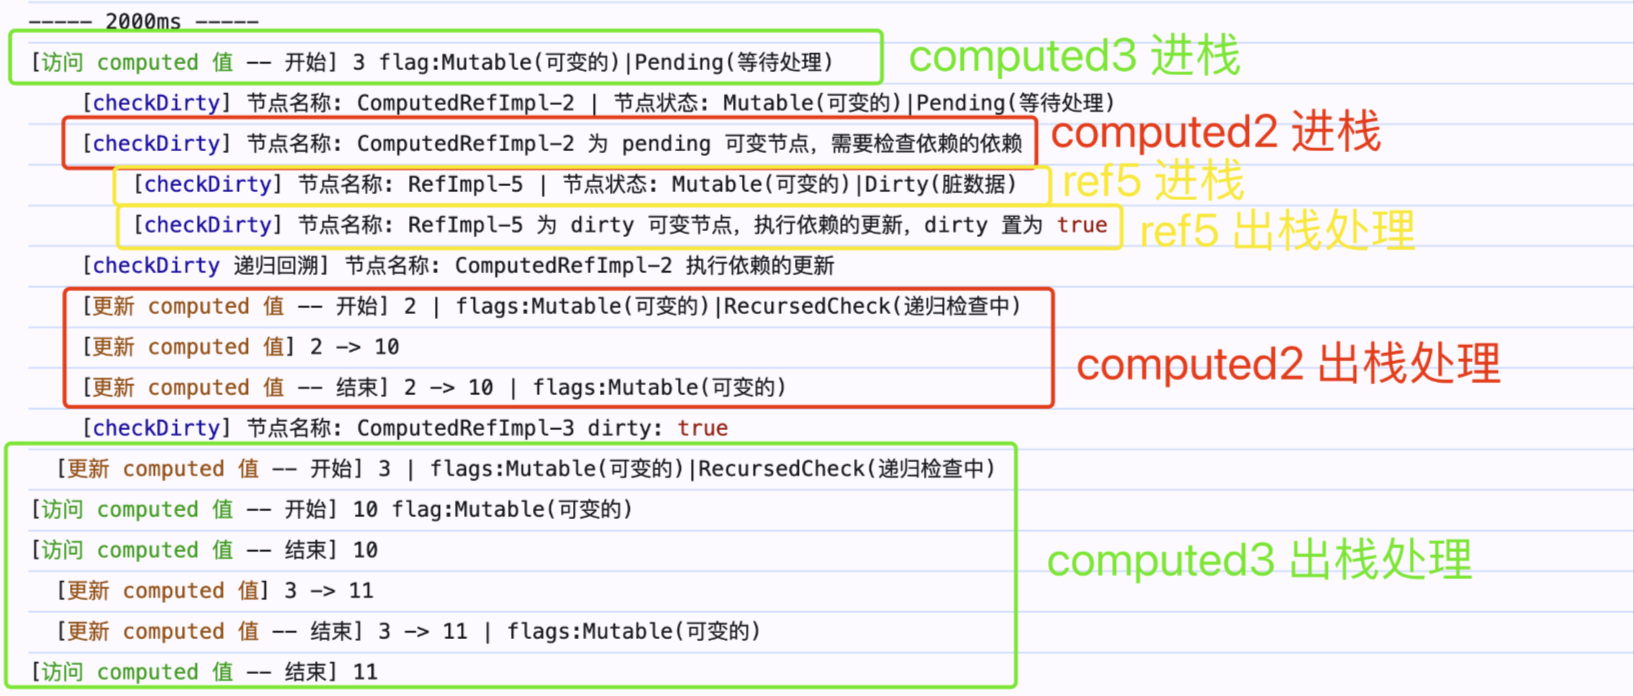 ----- 2000ms -----
[访问 computed 值 -- 开始] 3 flag:Mutable(可变的)|Pending(等待处理)
computed3 进栈
[checkDirty] 节点名称: ComputedRefImpl-2 | 节点状态: Mutable(可变的)|Pending(等待处理)
[checkDirty] 节点名称: ComputedRefImpl-2 为 pending 可变节点，需要检查依赖的依赖
computed2 进栈
[checkDirty] 节点名称: RefImpl-5 | 节点状态: Mutable(可变的)|Dirty(脏数据)
ref5 进栈
[checkDirty] 节点名称: RefImpl-5 为 dirty 可变节点，执行依赖的更新，dirty 置为 true
ref5 出栈处理
[checkDirty 递归回溯] 节点名称: ComputedRefImpl-2 执行依赖的更新
[更新 computed 值 -- 开始] 2 | flags:Mutable(可变的)|RecursedCheck(递归检查中)
[更新 computed 值] 2 -> 10
[更新 computed 值 -- 结束] 2 -> 10 | flags:Mutable(可变的)
computed2 出栈处理
[checkDirty] 节点名称: ComputedRefImpl-3 dirty: true
[更新 computed 值 -- 开始] 3 | flags:Mutable(可变的)|RecursedCheck(递归检查中)
[访问 computed 值 -- 开始] 10 flag:Mutable(可变的)
[访问 computed 值 -- 结束] 10
computed3 出栈处理
[更新 computed 值] 3 -> 11
[更新 computed 值 -- 结束] 3 -> 11 | flags:Mutable(可变的)
[访问 computed 值 -- 结束] 11